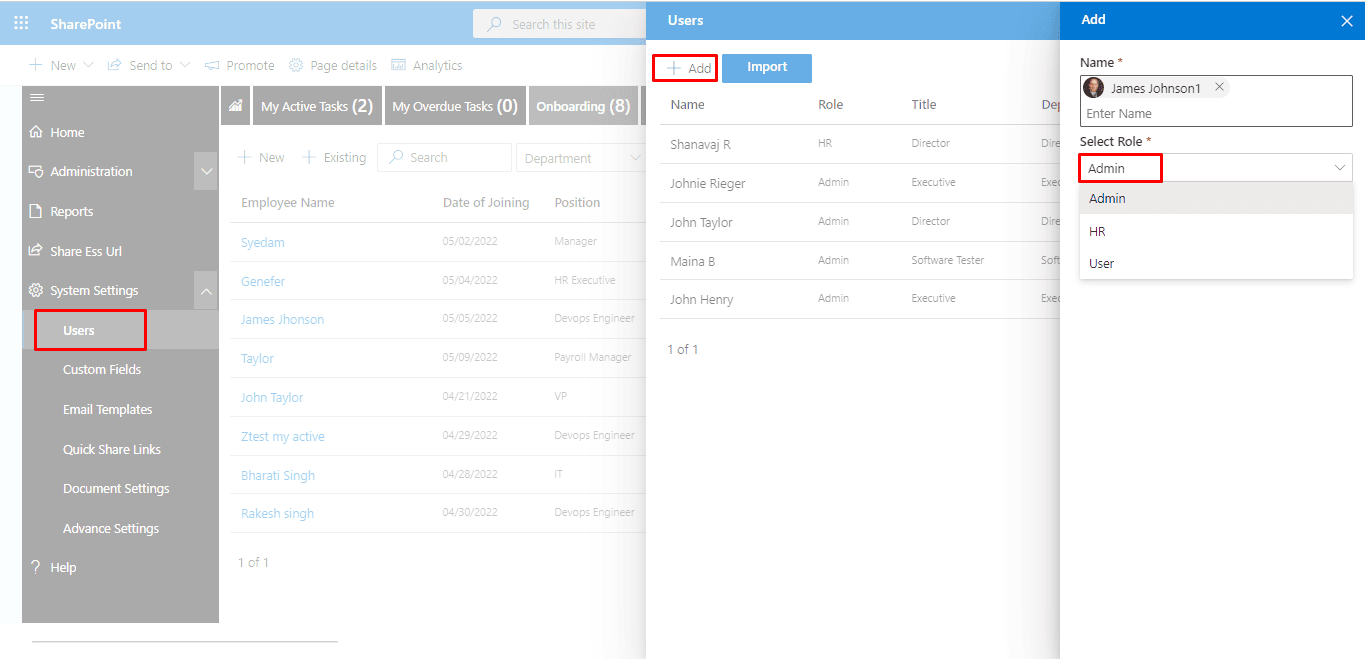 SharePoint
Search this site
New
Send to
Promote
Page details
Analytics
Home
Administration
Reports
Share Ess Url
System Settings
Users
Custom Fields
Email Templates
Quick Share Links
Document Settings
Advance Settings
Help
My Active Tasks (2)
My Overdue Tasks (0)
Onboarding (8)
New
Existing
Search
Department
Employee Name Date of Joining Position
Syedam 05/02/2022 Manager
Genefer 05/04/2022 HR Executive
James Jhonson 05/05/2022 Devops Engineer
Taylor 05/09/2022 Payroll Manager
John Taylor 04/21/2022 VP
Ztest my active 04/29/2022 Devops Engineer
Bharati Singh 04/28/2022 IT
Rakesh singh 04/30/2022 Devops Engineer
1 of 1
Users
Add
Import
Name Role Title De
Shanavaj R HR Director Dire
Johnie Rieger Admin Executive Exec
John Taylor Admin Director Dire
Maina B Admin Software Tester Soft
John Henry Admin Executive Exec
1 of 1
Add
Name *
James Johnson1
Enter Name
Select Role *
Admin
Admin
HR
User